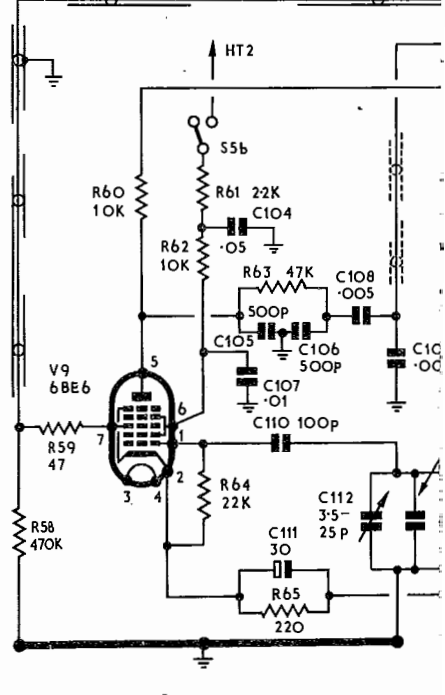 HT2
S5b
R60
10K
R61 2·2K
C104
·05
R62
10K
R63 47K
C108
·005
500p
C105
C106
500p
C107
·01
V9
6BE6
5
6
7
1
2
3
4
R59
47
C110 100p
R64
22K
C112
3·5–
25p
R58
470K
C111
30
R65
220